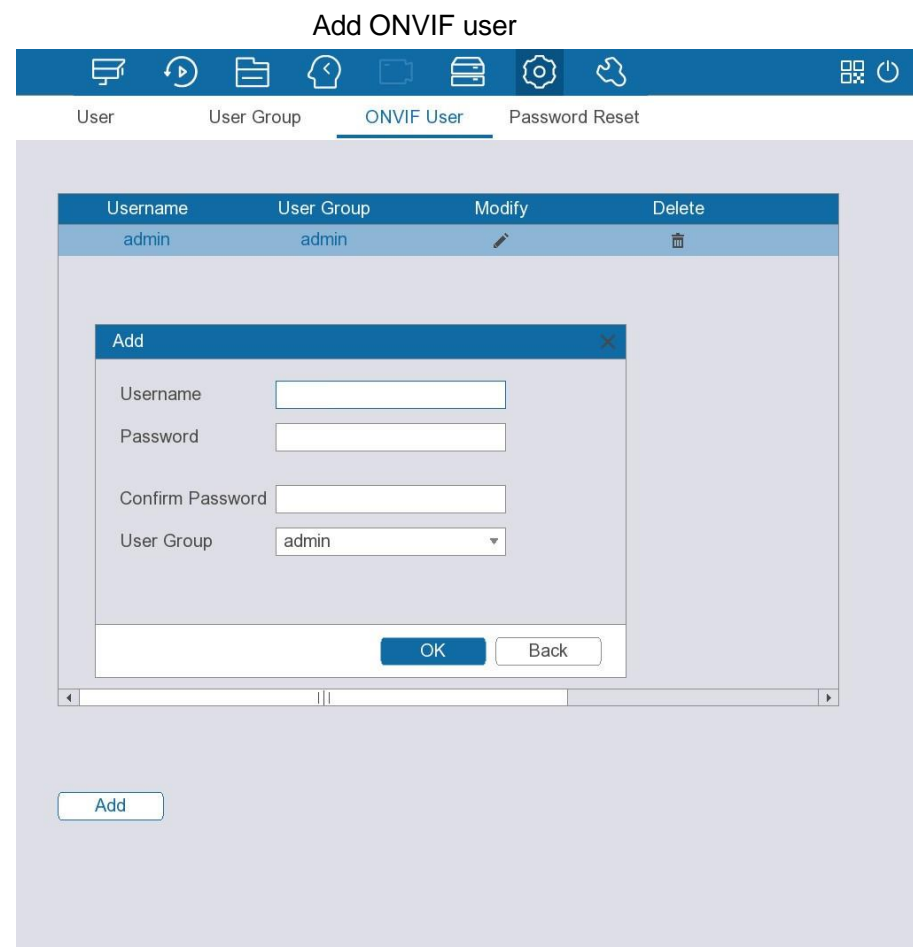 Add ONVIF user
User User Group ONVIF User Password Reset
Username User Group Modify Delete
admin admin
Add
Username
Password
Confirm Password
User Group admin
OK Back
Add